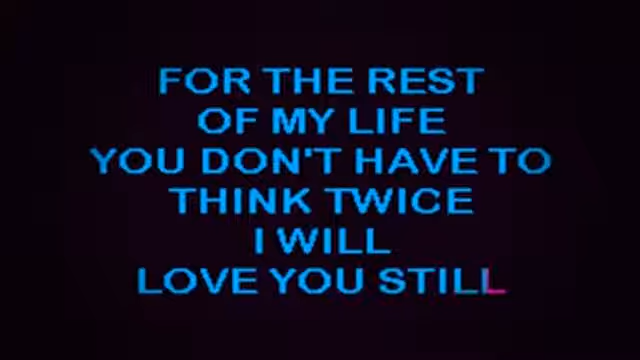 FOR THE REST
OF MY LIFE
YOU DON'T HAVE TO
THINK TWICE
I WILL
LOVE YOU STILL